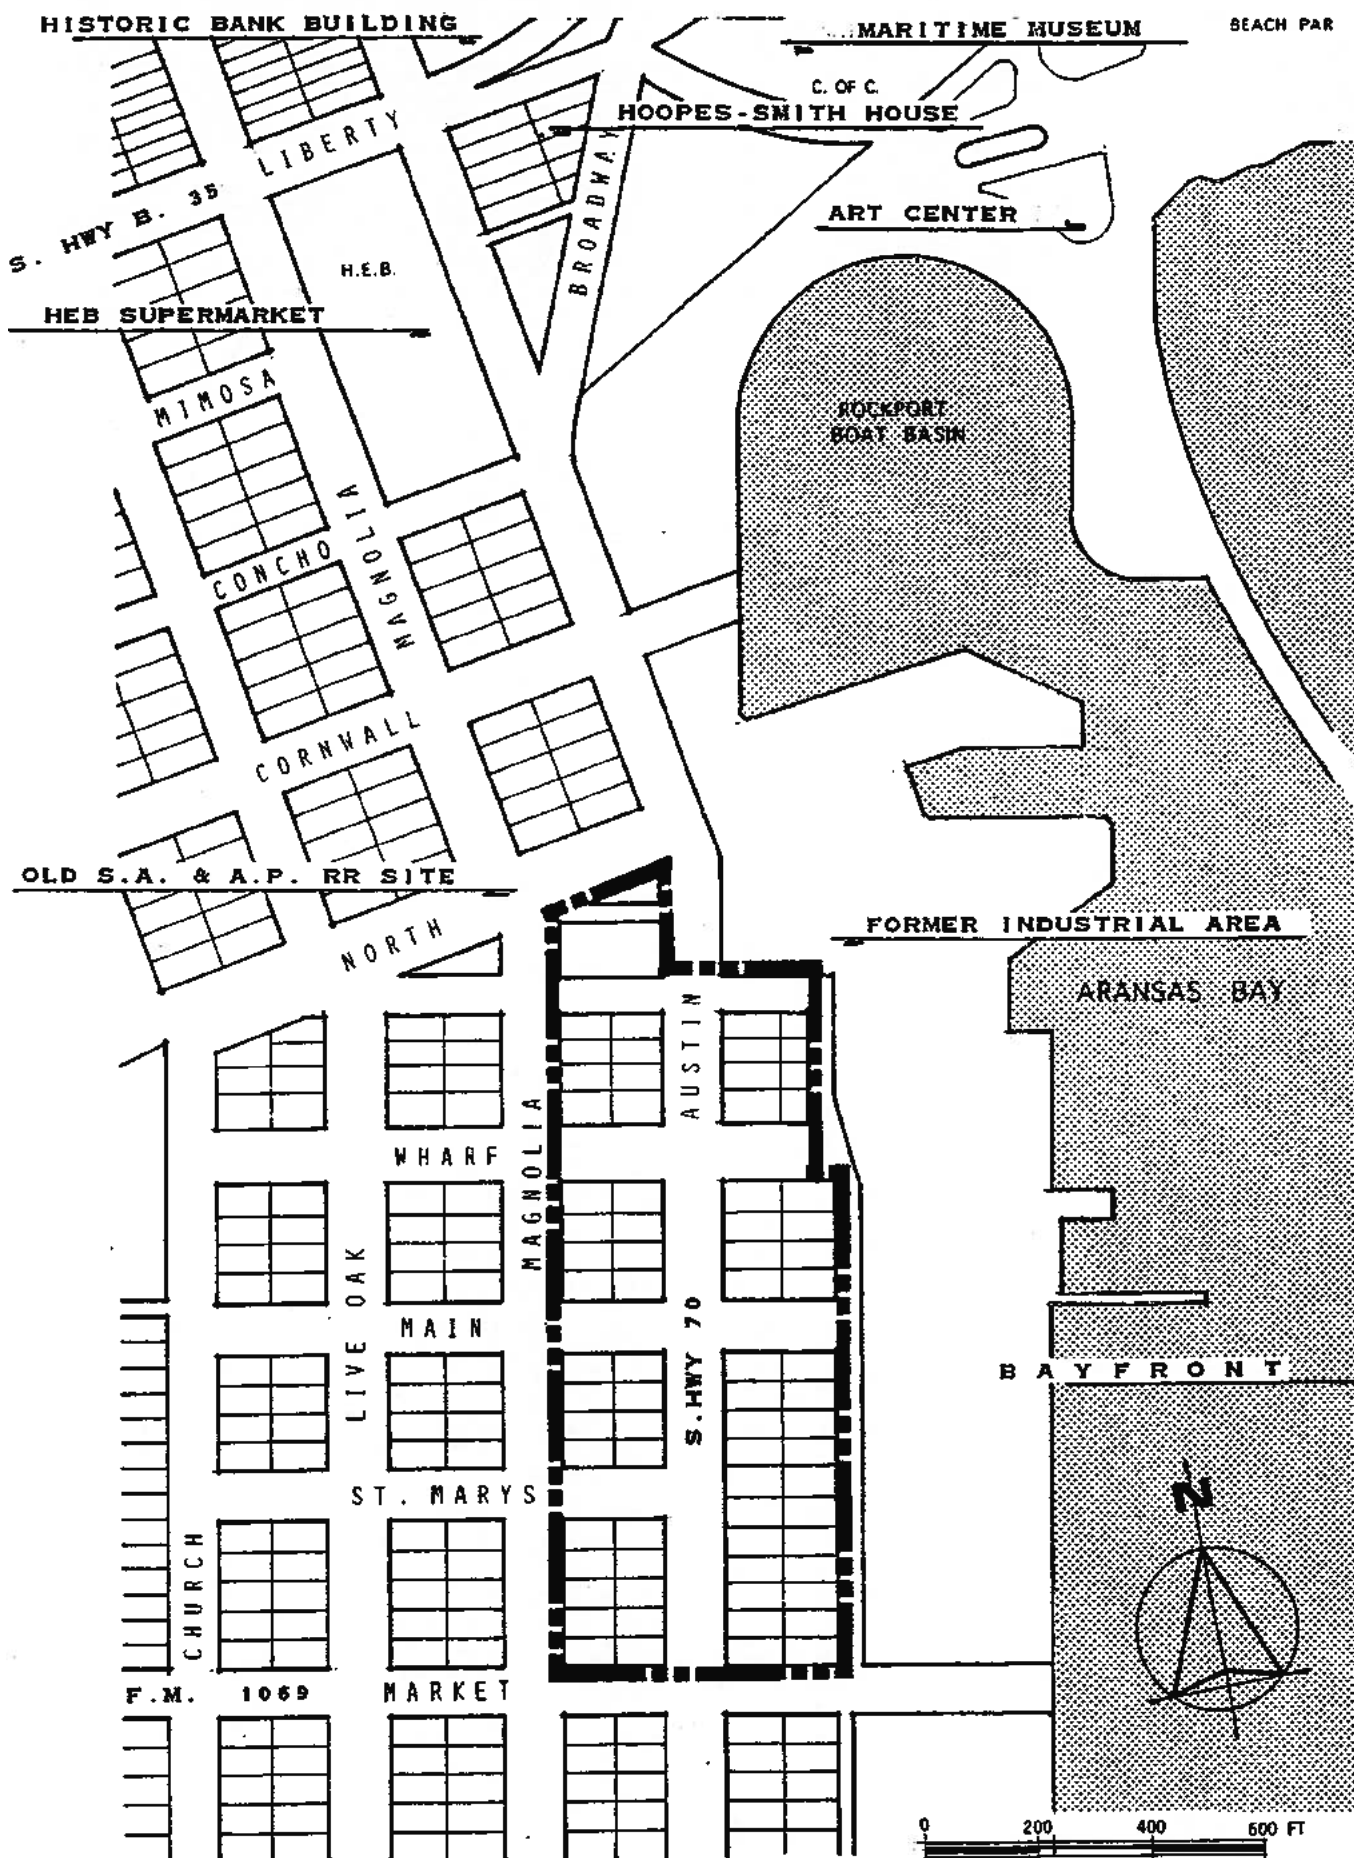 HISTORIC BANK BUILDING
MARITIME MUSEUM
BEACH PAR
C. OF C.
HOOPES-SMITH HOUSE
LIBERTY
BROADWAY
S. HWY B. 35
ART CENTER
H.E.B.
HEB SUPERMARKET
MIMOSA
ROCKPORT
BOAT BASIN
MAGNOLIA
CONCHO
CORNWALL
OLD S.A. & A.P. RR SITE
FORMER INDUSTRIAL AREA
NORTH
ARANSAS BAY
AUSTIN
WHARF
MAGNOLIA
LIVE OAK
MAIN
S.HWY 70
BAYFRONT
ST. MARYS
N
CHURCH
F.M. 1069 MARKET
0 200 400 600 FT